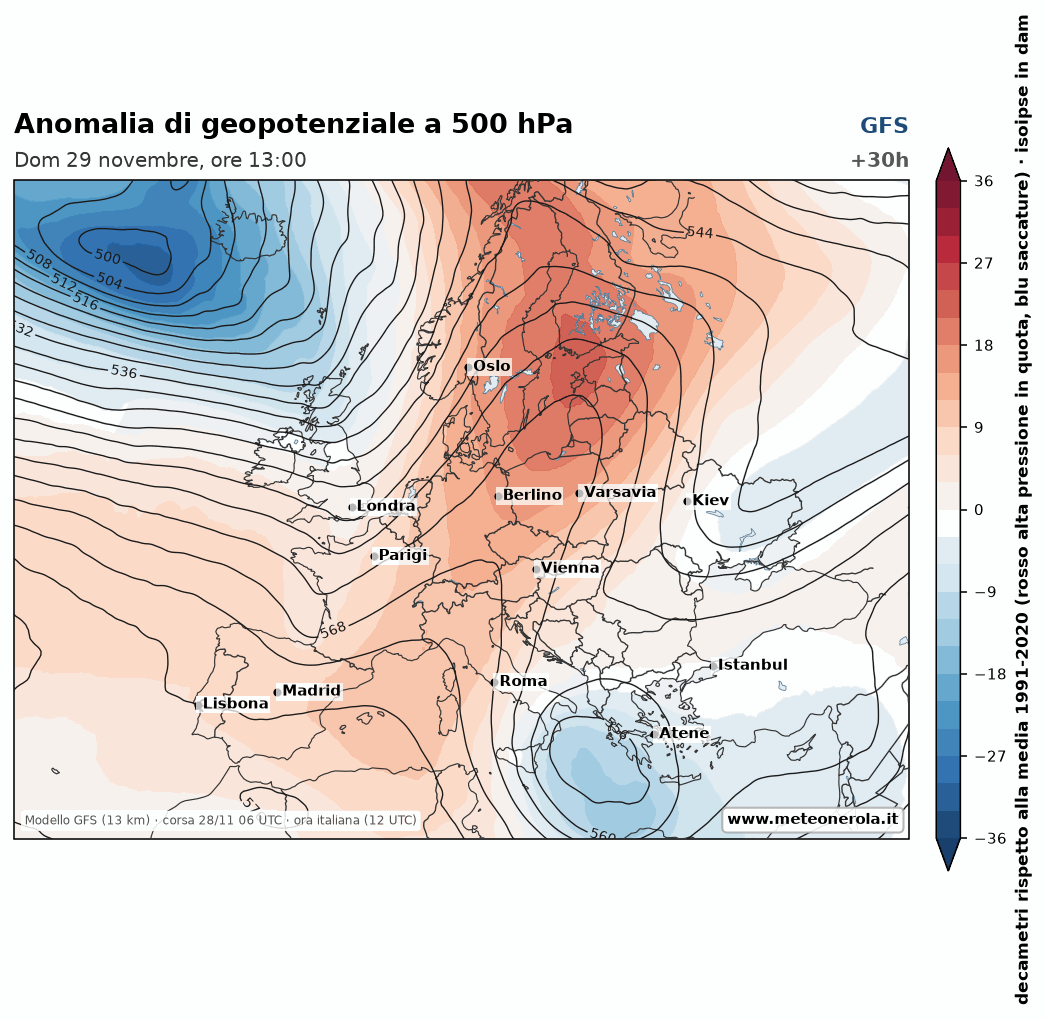 Anomalia di geopotenziale a 500 hPa
GFS
Dom 29 novembre, ore 13:00
+30h
500
504
508
512
516
32
536
544
568
560
Oslo
Londra
Berlino
Varsavia
Kiev
Parigi
Vienna
Istanbul
Roma
Madrid
Lisbona
Atene
Modello GFS (13 km) · corsa 28/11 06 UTC · ora italiana (12 UTC)
www.meteonerola.it
36
27
18
9
0
−9
−18
−27
−36
decametri rispetto alla media 1991-2020 (rosso alta pressione in quota, blu saccature) · isoipse in dam